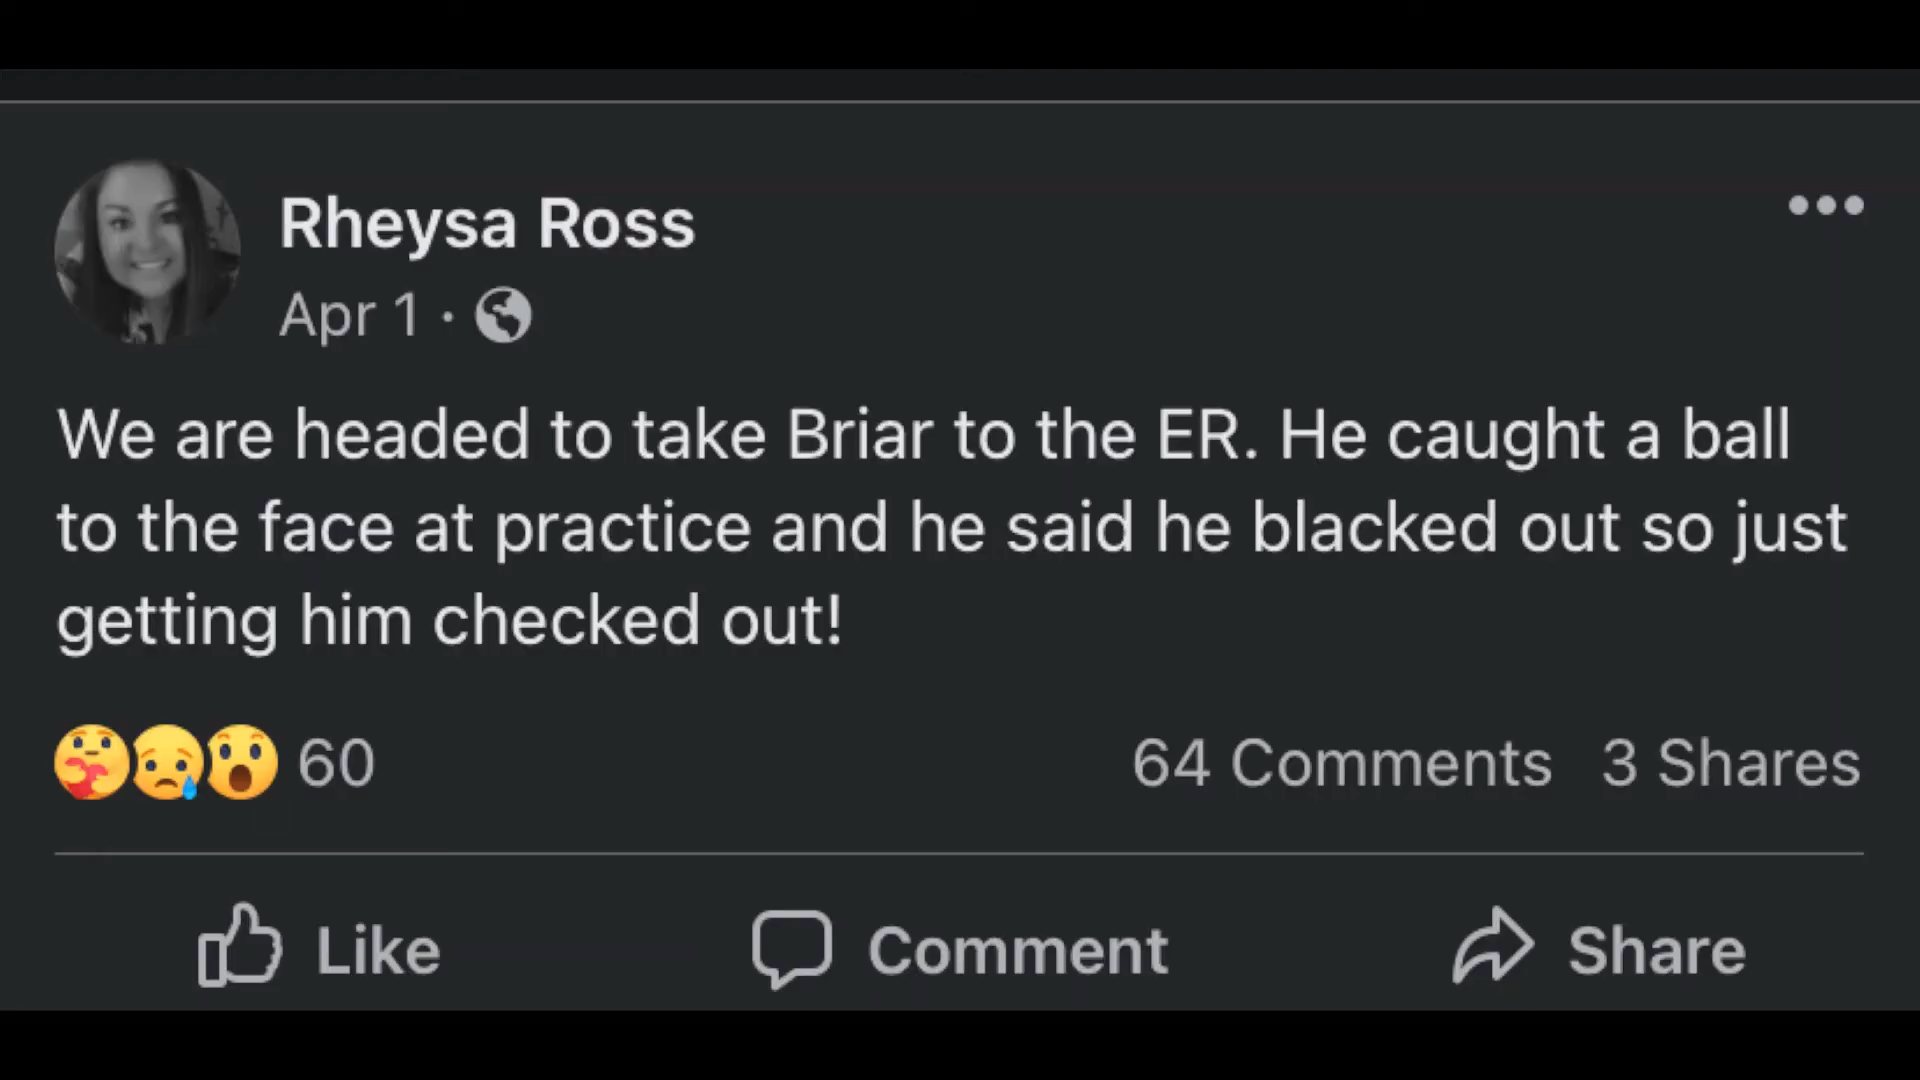 Rheysa Ross
Apr 1 ·
We are headed to take Briar to the ER. He caught a ball
to the face at practice and he said he blacked out so just
getting him checked out!
60
64 Comments 3 Shares
Like
Comment
Share